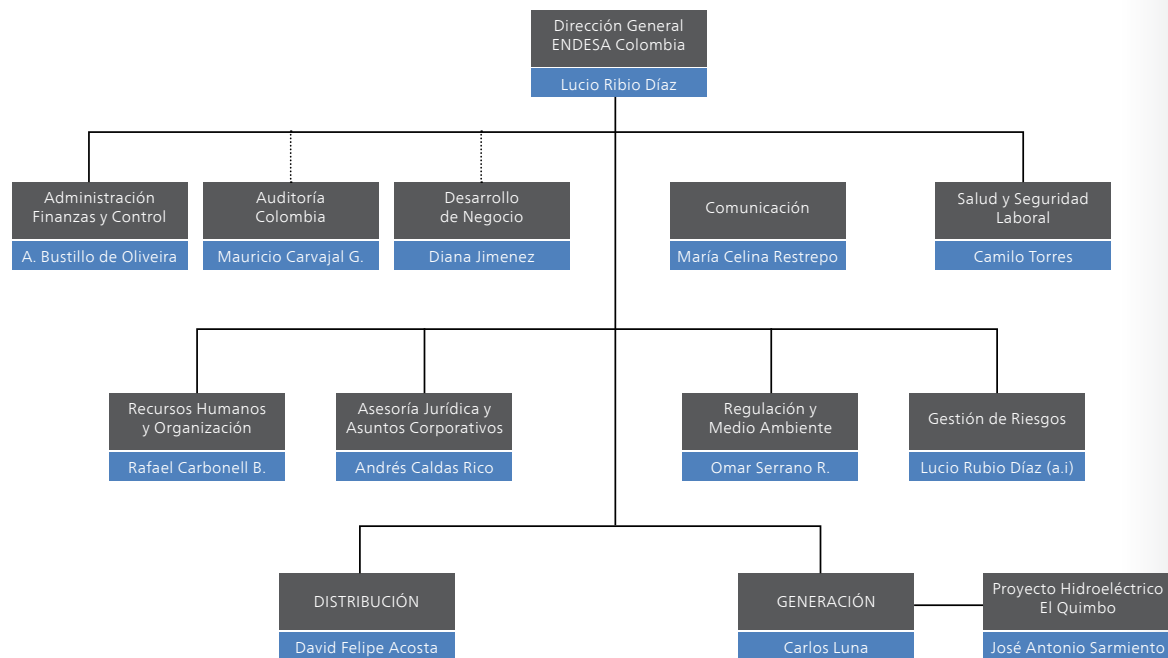 Dirección General
ENDESA Colombia
Lucio Ribio Díaz
Administración
Finanzas y Control
A. Bustillo de Oliveira
Auditoría
Colombia
Mauricio Carvajal G.
Desarrollo
de Negocio
Diana Jimenez
Comunicación
María Celina Restrepo
Salud y Seguridad
Laboral
Camilo Torres
Recursos Humanos
y Organización
Rafael Carbonell B.
Asesoría Jurídica y
Asuntos Corporativos
Andrés Caldas Rico
Regulación y
Medio Ambiente
Omar Serrano R.
Gestión de Riesgos
Lucio Rubio Díaz (a.i)
DISTRIBUCIÓN
David Felipe Acosta
GENERACIÓN
Carlos Luna
Proyecto Hidroeléctrico
El Quimbo
José Antonio Sarmiento